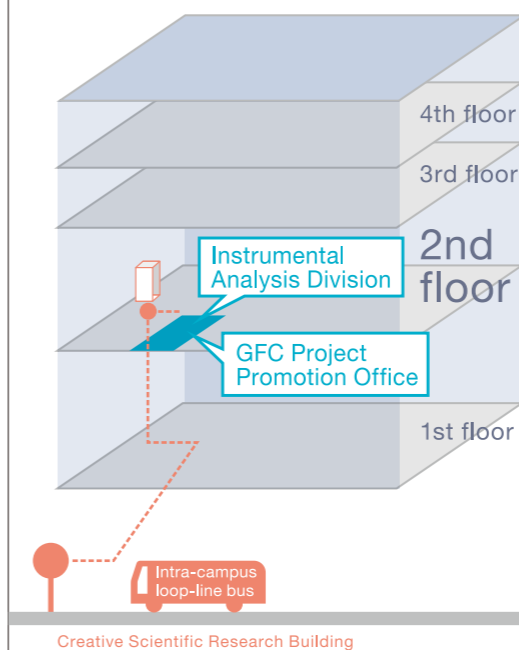 4th floor
3rd floor
2nd
floor
Instrumental
Analysis Division
GFC Project
Promotion Office
1st floor
Intra-campus
loop-line bus
Creative Scientific Research Building